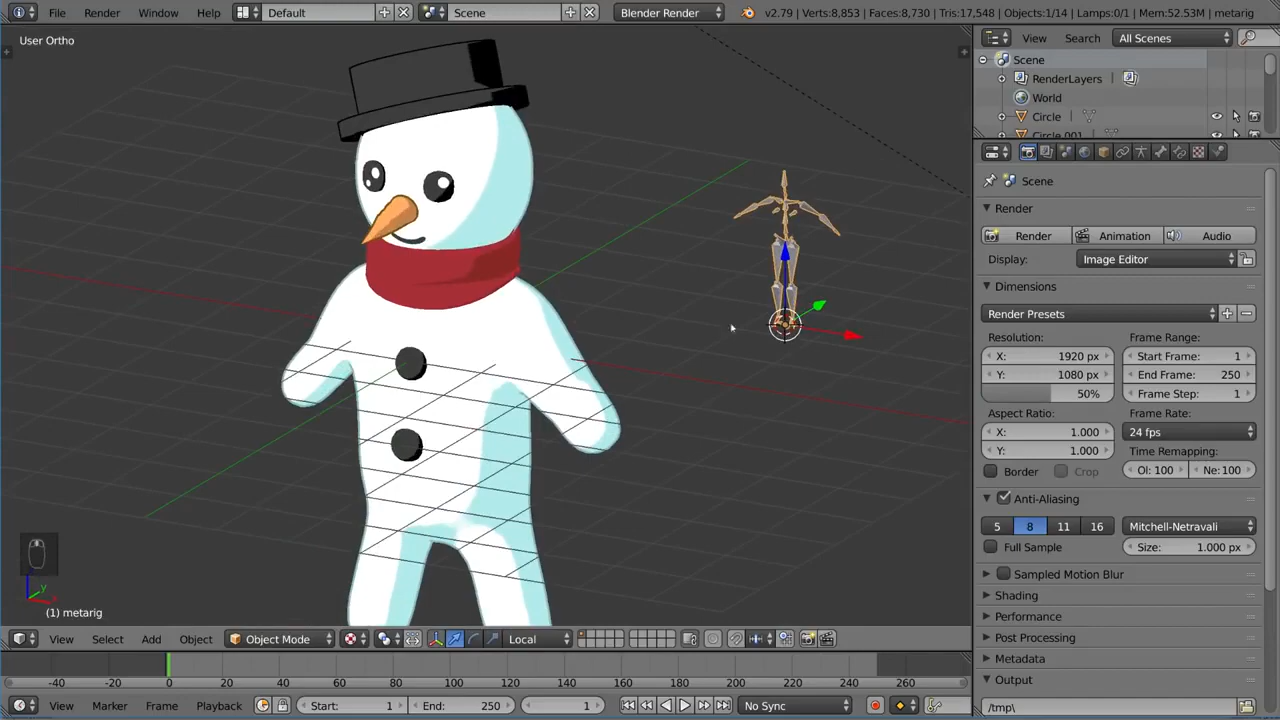 File Render Window Help Default Scene Blender Render v2.79 | Verts:8,853 | Faces:8,730 | Tris:17,548 | Objects:1/14 | Lamps:0/1 | Mem:52.53M | metarig
User Ortho
View Search All Scenes
Scene
RenderLayers
World
Circle
Circle.001
Scene
Render
Render Animation Audio
Display: Image Editor
Dimensions
Render Presets
Resolution: Frame Range:
X: 1920 px Start Frame: 1
Y: 1080 px End Frame: 250
50% Frame Step: 1
Aspect Ratio: Frame Rate:
X: 1.000 24 fps
Y: 1.000 Time Remapping:
Border Crop Ol: 100 Ne: 100
Anti-Aliasing
5 8 11 16 Mitchell-Netravali
Full Sample Size: 1.000 px
Sampled Motion Blur
Shading
Performance
Post Processing
Metadata
Output
/tmp\
y
(1) metarig
View Select Add Object Object Mode Local
-40 -20 0 20 40 60 80 100 120 140 160 180 200 220 240 260
View Marker Frame Playback Start: 1 End: 250 1 No Sync